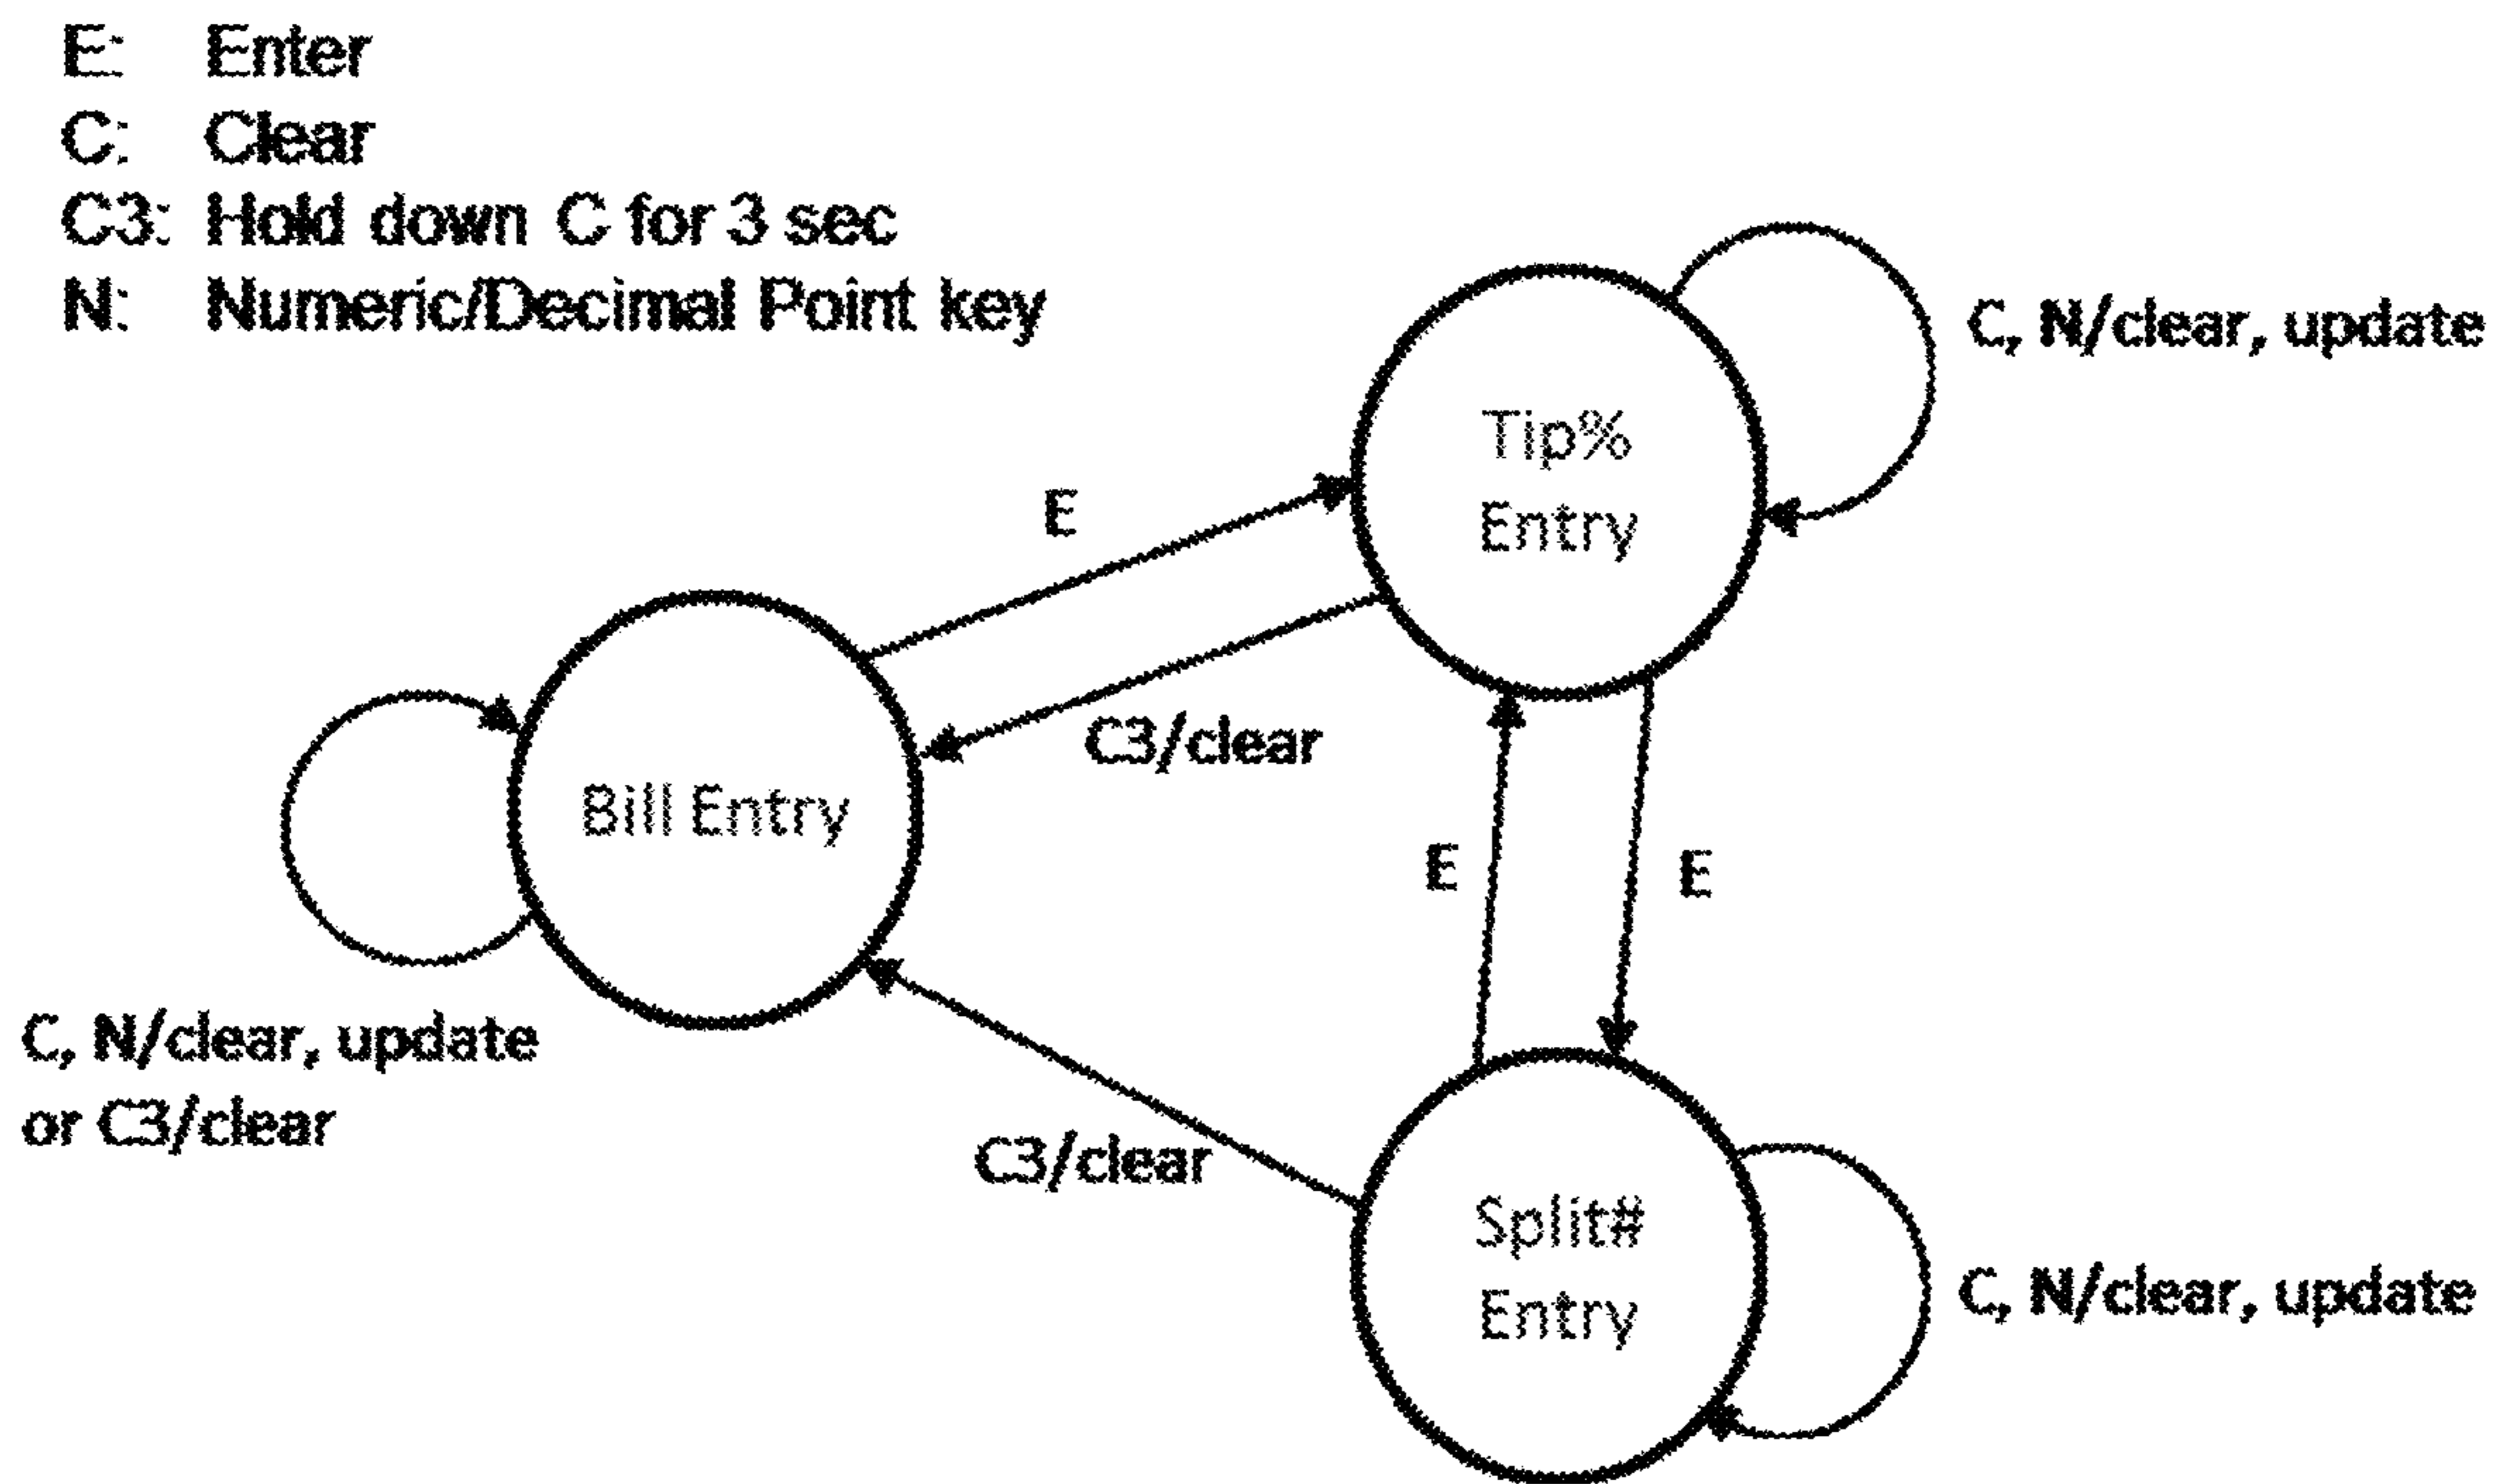 E: Enter
C: Clear
C3: Hold down C for 3 sec
N: Numeric/Decimal Point key
C, N/clear, update
Tip%
Entry
E
C3/clear
Bill Entry
E
E
C, N/clear, update
or C3/clear
C3/clear
Split#
Entry
C, N/clear, update